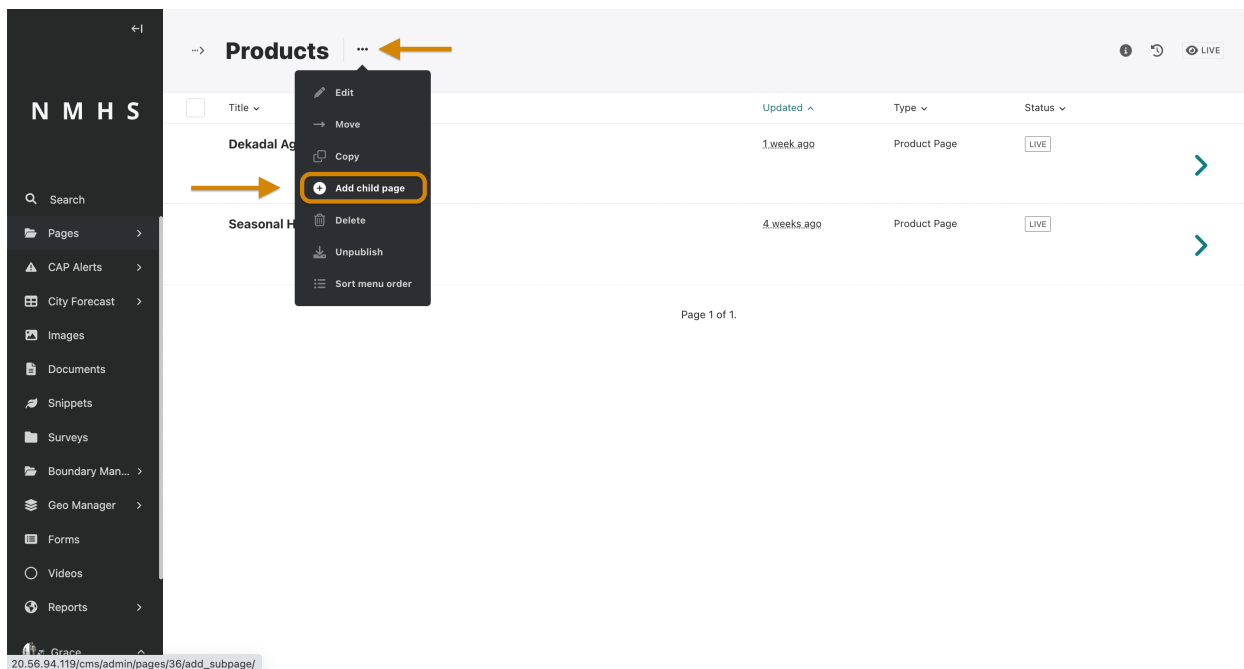 Products
LIVE
Edit
Move
Copy
Add child page
Delete
Unpublish
Sort menu order
NMHS
Search
Pages
CAP Alerts
City Forecast
Images
Documents
Snippets
Surveys
Boundary Man...
Geo Manager
Forms
Videos
Reports
Grace
Title Updated Type Status
Dekadal Ag 1 week ago Product Page LIVE
Seasonal H 4 weeks ago Product Page LIVE
Page 1 of 1.
20.56.94.119/cms/admin/pages/36/add_subpage/